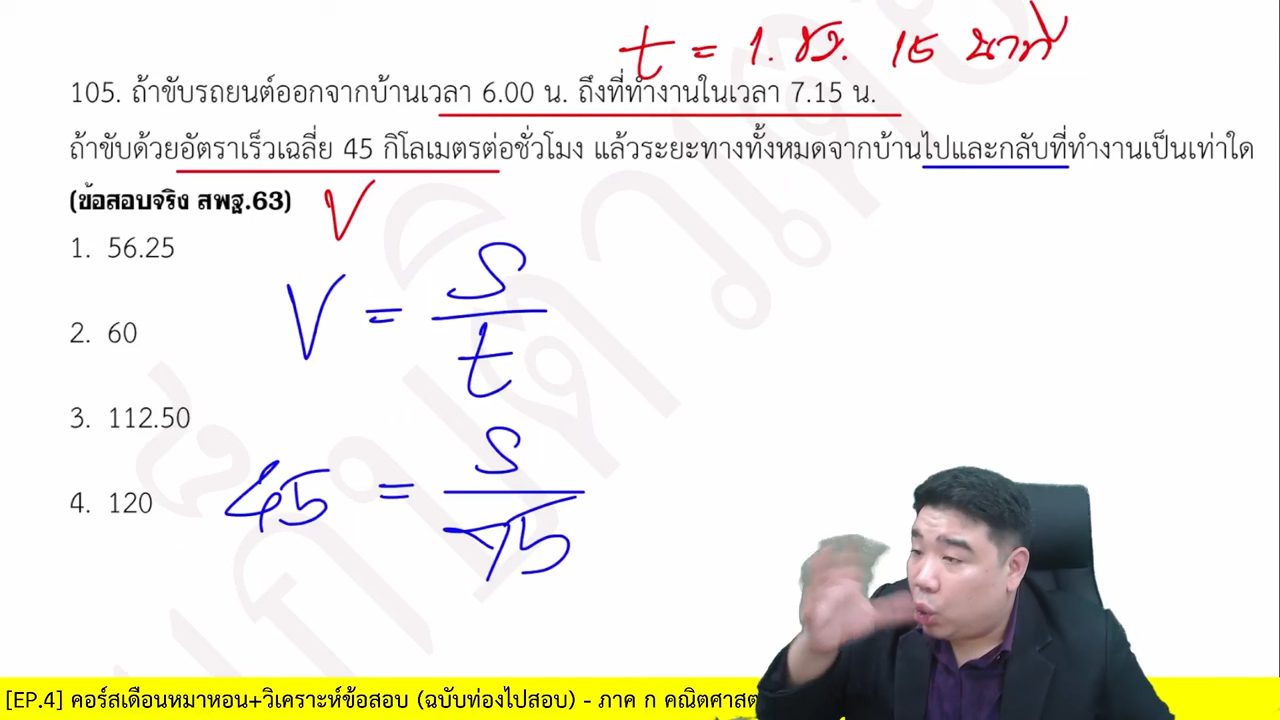 t = 1. ชั่ว. 15 นาที
105. ถ้าขับรถยนต์ออกจากบ้านเวลา 6.00 น. ถึงที่ทำงานในเวลา 7.15 น.
ถ้าขับด้วยอัตราเร็วเฉลี่ย 45 กิโลเมตรต่อชั่วโมง แล้วระยะทางทั้งหมดจากบ้านไปและกลับที่ทำงานเป็นเท่าใด
(ข้อสอบจริง สพฐ.63) V
1. 56.25
V = S
t
2. 60
3. 112.50
45 = S
75
4. 120
[EP.4] คอร์สเดือนหมาหอน+วิเคราะห์ข้อสอบ (ฉบับท่องไปสอบ) - ภาค ก